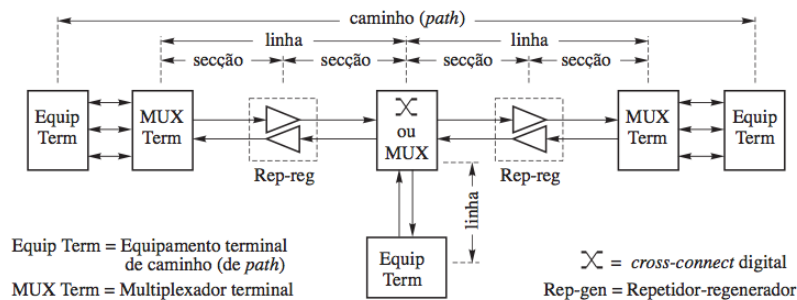 caminho (path)
linha
linha
secção
secção
secção
secção
Equip
Term
MUX
Term
ou
MUX
MUX
Term
Equip
Term
Rep-reg
Rep-reg
linha
Equip
Term
Equip Term = Equipamento terminal
de caminho (de path)
MUX Term = Multiplexador terminal
= cross-connect digital
Rep-gen = Repetidor-regenerador